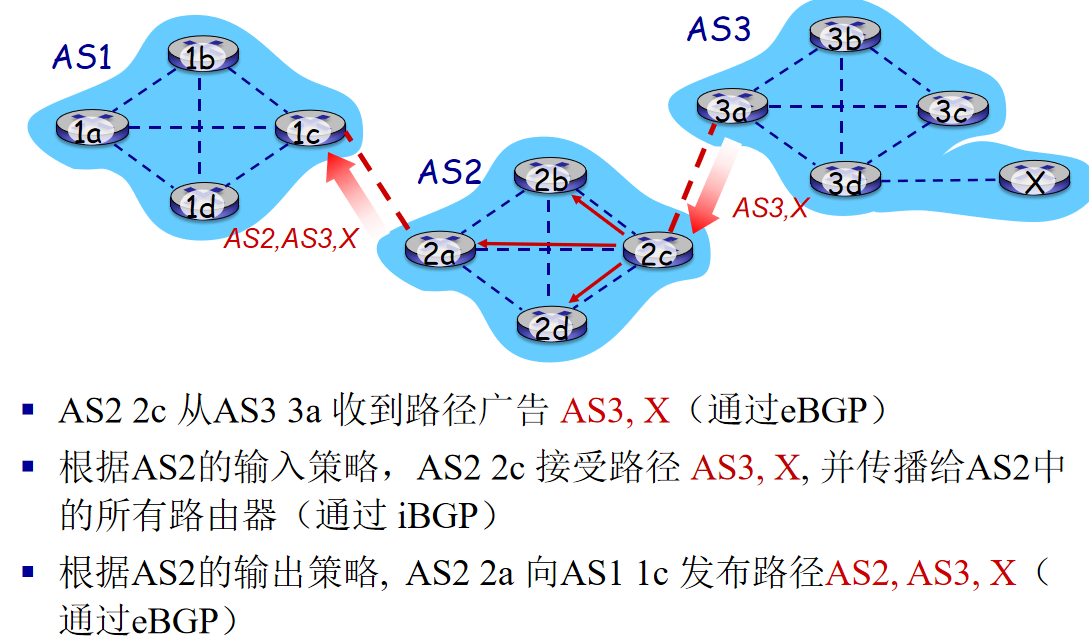 AS1
1b
1a
1c
1d
AS2,AS3,X
AS2
2b
2a
2c
2d
AS3
3b
3a
3c
3d
X
AS3,X
▪ AS2 2c 从AS3 3a 收到路径广告 AS3, X（通过eBGP）
▪ 根据AS2的输入策略，AS2 2c 接受路径 AS3, X, 并传播给AS2中
的所有路由器（通过 iBGP）
▪ 根据AS2的输出策略, AS2 2a 向AS1 1c 发布路径AS2, AS3, X（
通过eBGP）